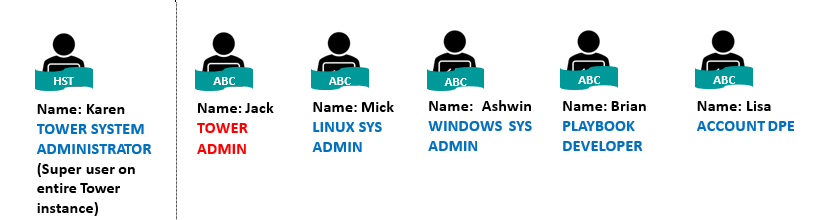 HST
Name: Karen
TOWER SYSTEM
ADMINISTRATOR
(Super user on
entire Tower
instance)
ABC
Name: Jack
TOWER
ADMIN
ABC
Name: Mick
LINUX SYS
ADMIN
ABC
Name: Ashwin
WINDOWS SYS
ADMIN
ABC
Name: Brian
PLAYBOOK
DEVELOPER
ABC
Name: Lisa
ACCOUNT DPE